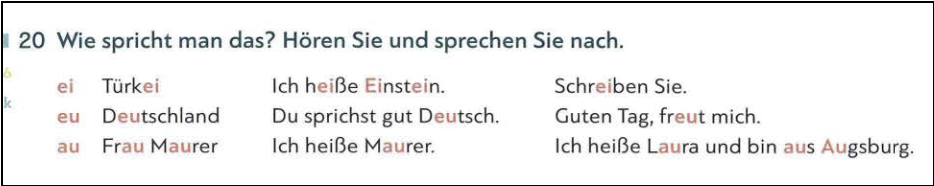 20 Wie spricht man das? Hören Sie und sprechen Sie nach.
ei Türkei Ich heiße Einstein. Schreiben Sie.
eu Deutschland Du sprichst gut Deutsch. Guten Tag, freut mich.
au Frau Maurer Ich heiße Maurer. Ich heiße Laura und bin aus Augsburg.